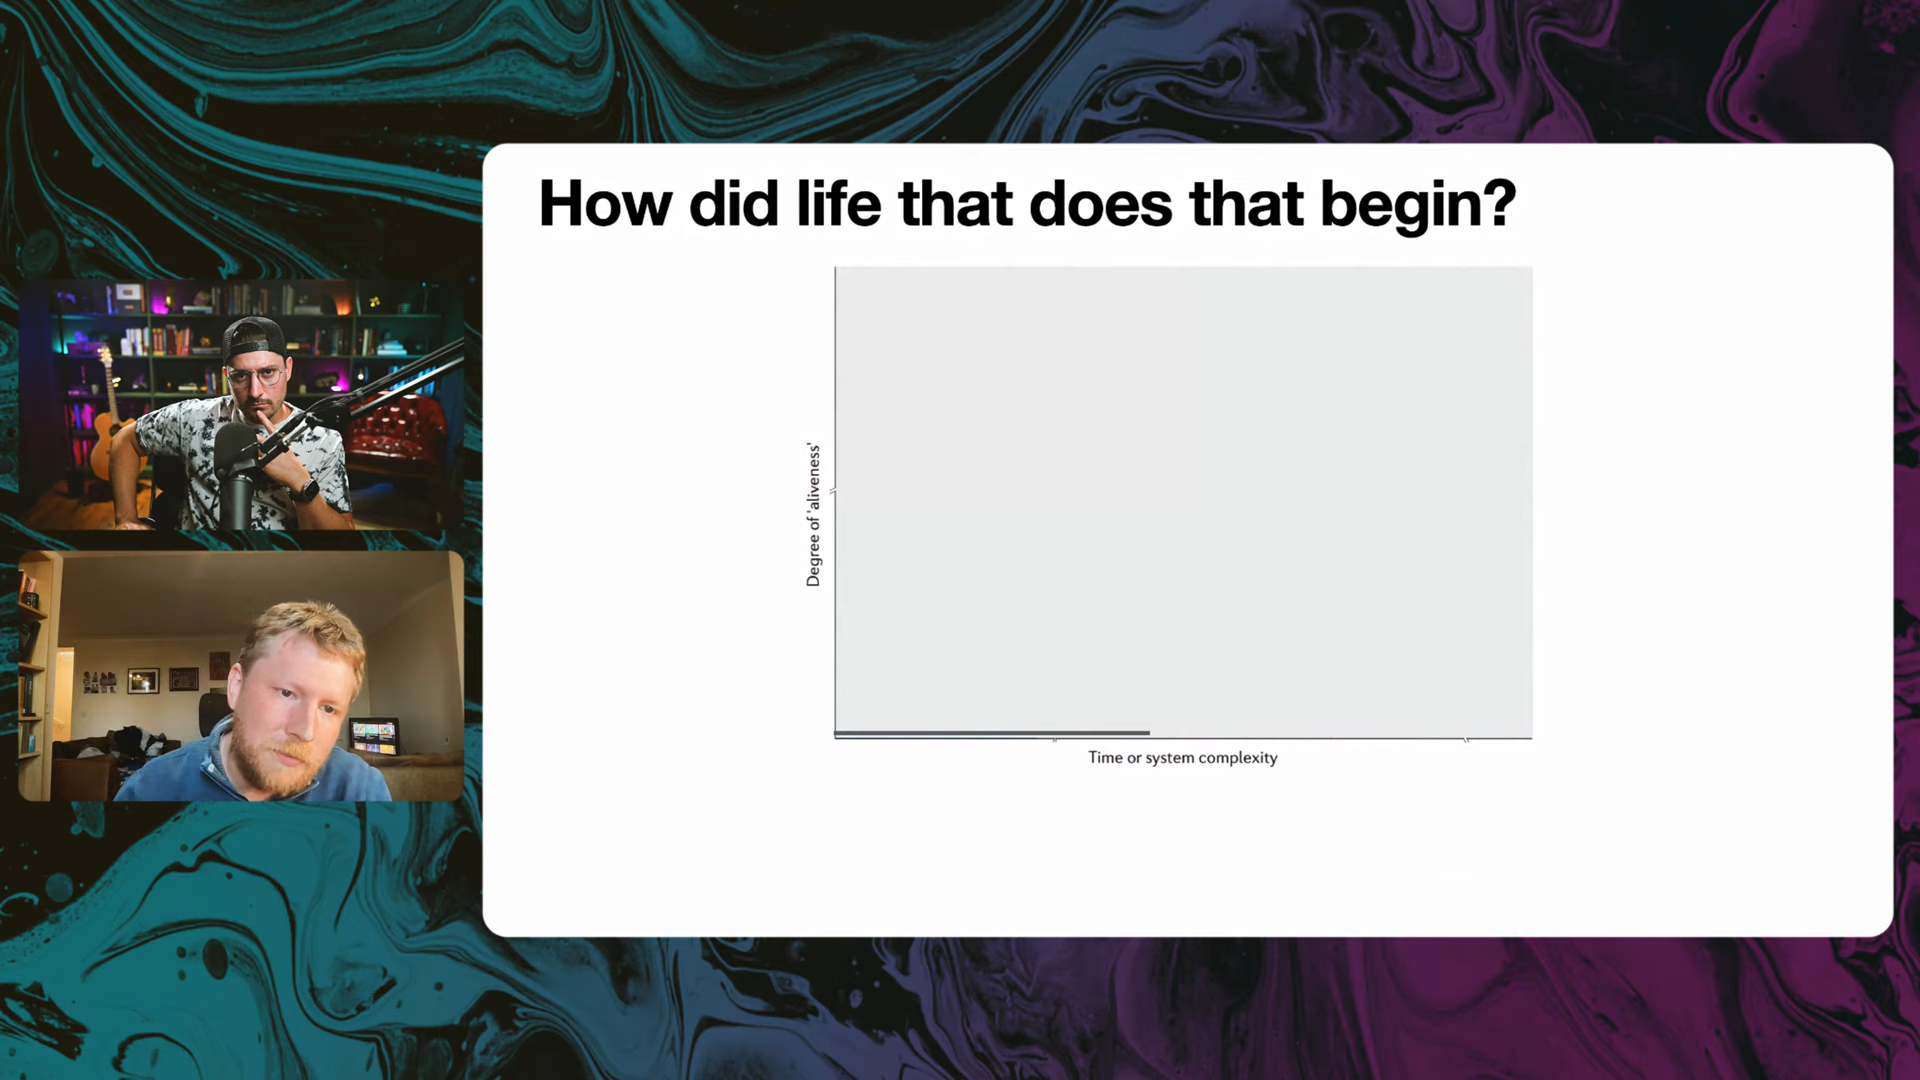 How did life that does that begin?
Degree of 'aliveness'
Time or system complexity